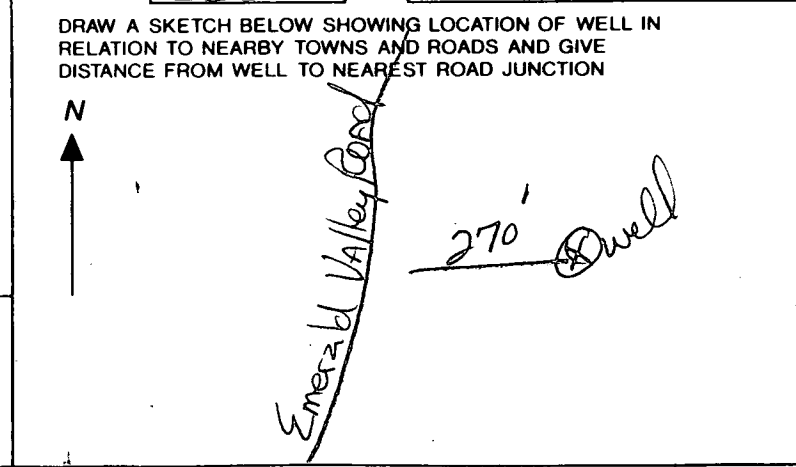 DRAW A SKETCH BELOW SHOWING LOCATION OF WELL IN
RELATION TO NEARBY TOWNS AND ROADS AND GIVE
DISTANCE FROM WELL TO NEAREST ROAD JUNCTION
N
Emerald Valley Road
270'
well